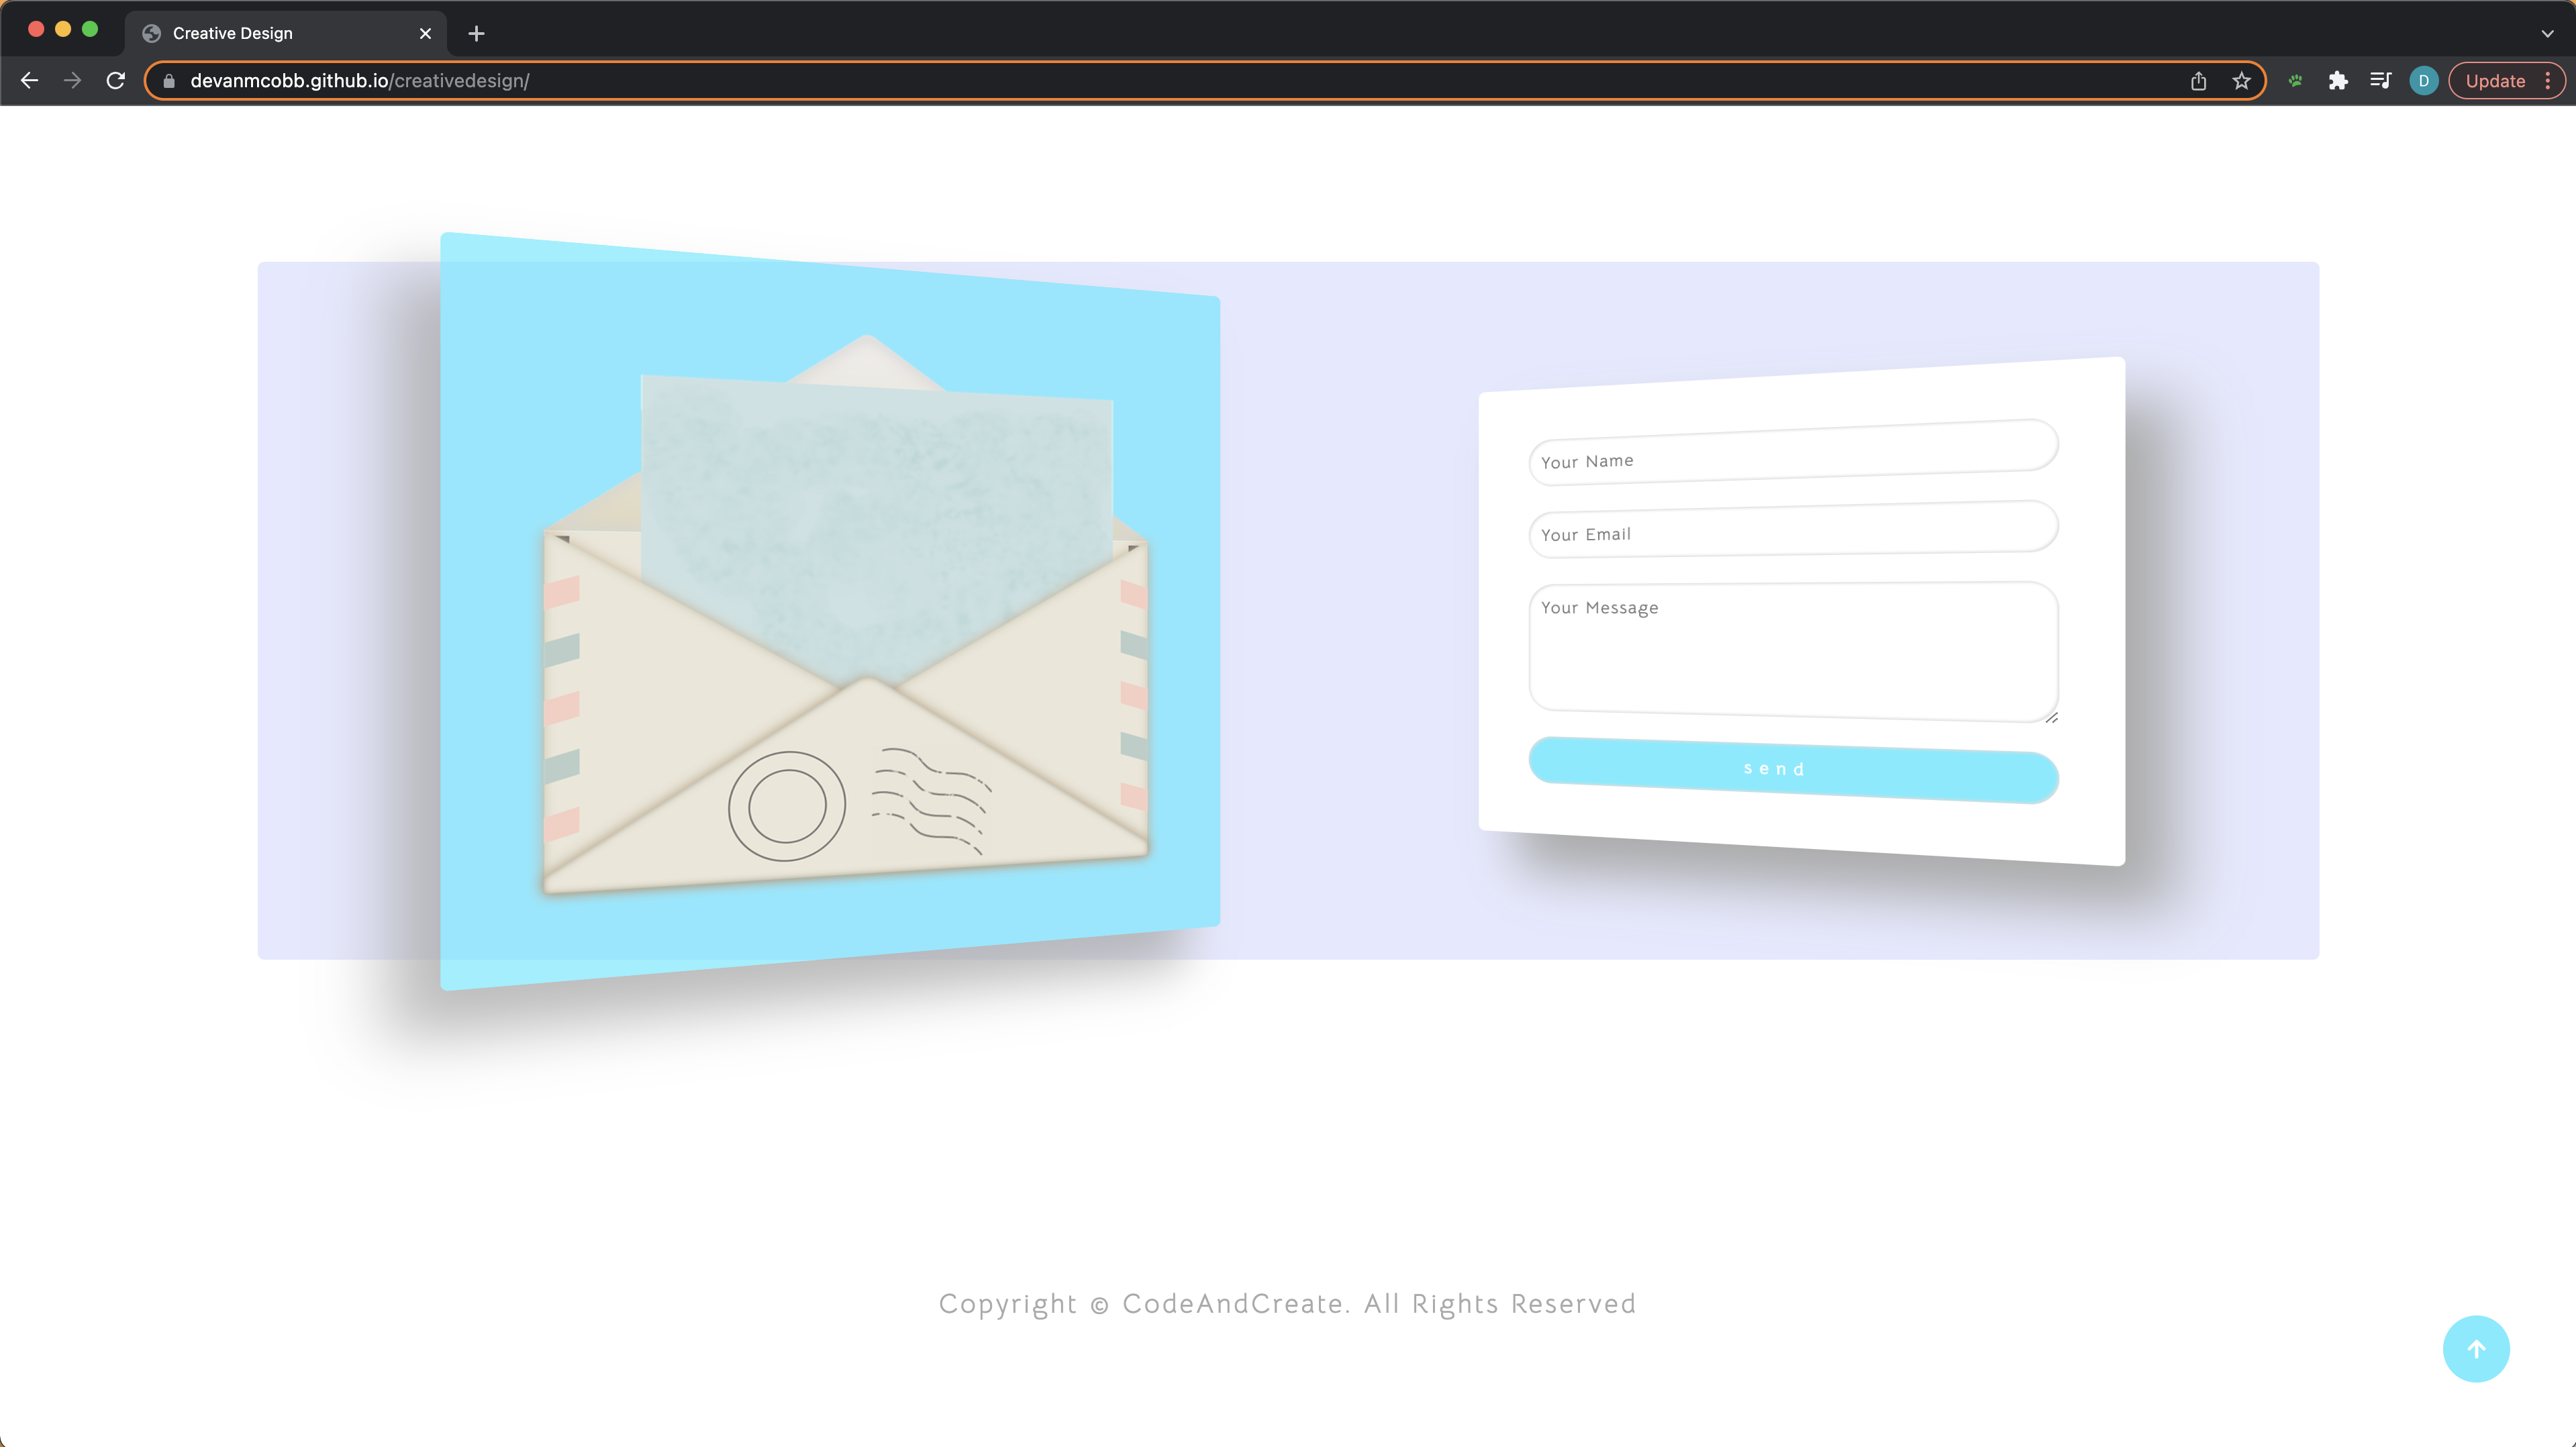 Creative Design
devanmcobb.github.io/creativedesign/
D
Update
Your Name
Your Email
Your Message
send
Copyright © CodeAndCreate. All Rights Reserved